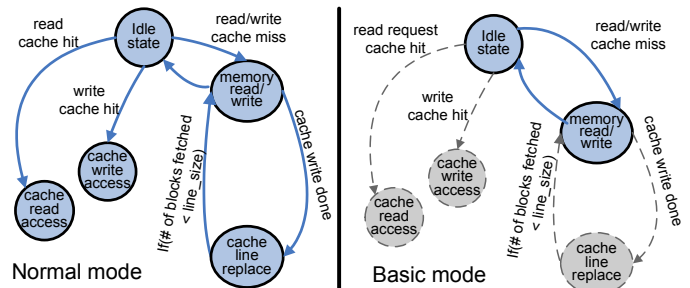 read
cache hit
Idle
state
read/write
cache miss
memory
read/
write
write
cache hit
cache
write
access
cache
read
access
If(# of blocks fetched
< line_size)
cache write done
cache
line
replace
Normal mode
read request
cache hit
Idle
state
read/write
cache miss
write
cache hit
memory
read/
write
cache
write
access
cache
read
access
If(# of blocks fetched
< line_size)
cache write done
cache
line
replace
Basic mode